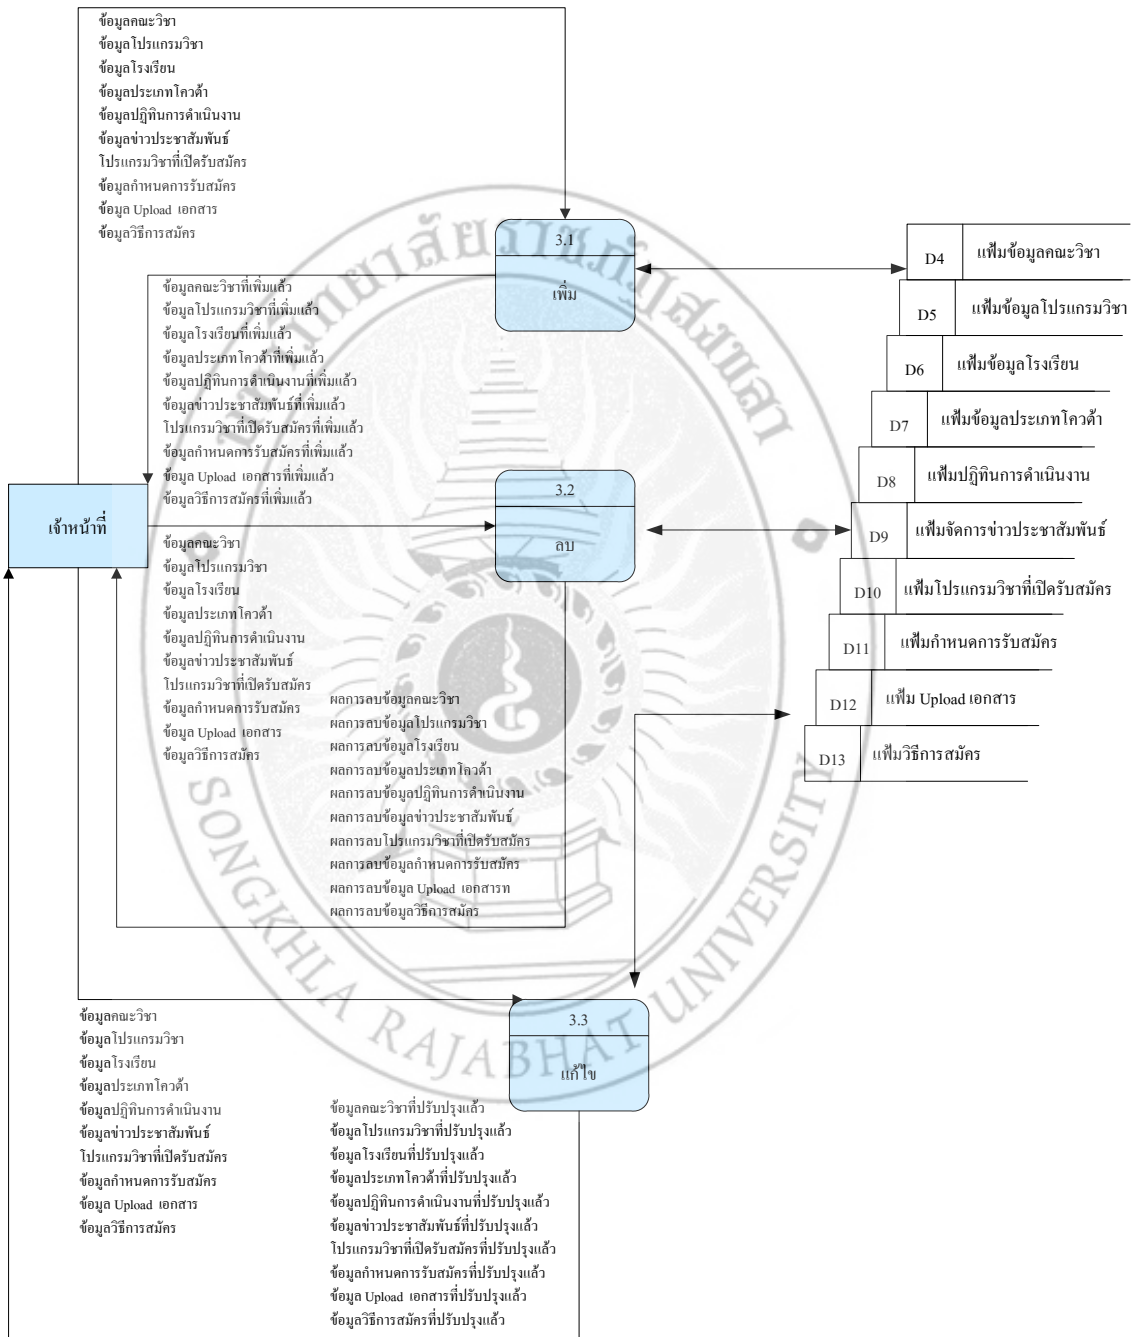 ข้อมูลคณะวิชา
ข้อมูลโปรแกรมวิชา
ข้อมูลโรงเรียน
ข้อมูลประเภทโควต้า
ข้อมูลปฏิทินการดำเนินงาน
ข้อมูลข่าวประชาสัมพันธ์
โปรแกรมวิชาที่เปิดรับสมัคร
ข้อมูลกำหนดการรับสมัคร
ข้อมูล Upload เอกสาร
ข้อมูลวิธีการสมัคร
3.1
เพิ่ม
ข้อมูลคณะวิชาที่เพิ่มแล้ว
ข้อมูลโปรแกรมวิชาที่เพิ่มแล้ว
ข้อมูลโรงเรียนที่เพิ่มแล้ว
ข้อมูลประเภทโควต้าที่เพิ่มแล้ว
ข้อมูลปฏิทินการดำเนินงานที่เพิ่มแล้ว
ข้อมูลข่าวประชาสัมพันธ์ที่เพิ่มแล้ว
โปรแกรมวิชาที่เปิดรับสมัครที่เพิ่มแล้ว
ข้อมูลกำหนดการรับสมัครที่เพิ่มแล้ว
ข้อมูล Upload เอกสารที่เพิ่มแล้ว
ข้อมูลวิธีการสมัครที่เพิ่มแล้ว
เจ้าหน้าที่
3.2
ลบ
ข้อมูลคณะวิชา
ข้อมูลโปรแกรมวิชา
ข้อมูลโรงเรียน
ข้อมูลประเภทโควต้า
ข้อมูลปฏิทินการดำเนินงาน
ข้อมูลข่าวประชาสัมพันธ์
โปรแกรมวิชาที่เปิดรับสมัคร
ข้อมูลกำหนดการรับสมัคร
ข้อมูล Upload เอกสาร
ข้อมูลวิธีการสมัคร
ผลการลบข้อมูลคณะวิชา
ผลการลบข้อมูลโปรแกรมวิชา
ผลการลบข้อมูลโรงเรียน
ผลการลบข้อมูลประเภทโควต้า
ผลการลบข้อมูลปฏิทินการดำเนินงาน
ผลการลบข้อมูลข่าวประชาสัมพันธ์
ผลการลบโปรแกรมวิชาที่เปิดรับสมัคร
ผลการลบข้อมูลกำหนดการรับสมัคร
ผลการลบข้อมูล Upload เอกสารท
ผลการลบข้อมูลวิธีการสมัคร
D4 แฟ้มข้อมูลคณะวิชา
D5 แฟ้มข้อมูลโปรแกรมวิชา
D6 แฟ้มข้อมูลโรงเรียน
D7 แฟ้มข้อมูลประเภทโควต้า
D8 แฟ้มปฏิทินการดำเนินงาน
D9 แฟ้มจัดการข่าวประชาสัมพันธ์
D10 แฟ้มโปรแกรมวิชาที่เปิดรับสมัคร
D11 แฟ้มกำหนดการรับสมัคร
D12 แฟ้ม Upload เอกสาร
D13 แฟ้มวิธีการสมัคร
3.3
แก้ไข
ข้อมูลคณะวิชา
ข้อมูลโปรแกรมวิชา
ข้อมูลโรงเรียน
ข้อมูลประเภทโควต้า
ข้อมูลปฏิทินการดำเนินงาน
ข้อมูลข่าวประชาสัมพันธ์
โปรแกรมวิชาที่เปิดรับสมัคร
ข้อมูลกำหนดการรับสมัคร
ข้อมูล Upload เอกสาร
ข้อมูลวิธีการสมัคร
ข้อมูลคณะวิชาที่ปรับปรุงแล้ว
ข้อมูลโปรแกรมวิชาที่ปรับปรุงแล้ว
ข้อมูลโรงเรียนที่ปรับปรุงแล้ว
ข้อมูลประเภทโควต้าที่ปรับปรุงแล้ว
ข้อมูลปฏิทินการดำเนินงานที่ปรับปรุงแล้ว
ข้อมูลข่าวประชาสัมพันธ์ที่ปรับปรุงแล้ว
โปรแกรมวิชาที่เปิดรับสมัครที่ปรับปรุงแล้ว
ข้อมูลกำหนดการรับสมัครที่ปรับปรุงแล้ว
ข้อมูล Upload เอกสารที่ปรับปรุงแล้ว
ข้อมูลวิธีการสมัครที่ปรับปรุงแล้ว
มหาวิทยาลัยราชภัฏสงขลา
SONGKHLA RAJABHAT UNIVERSITY